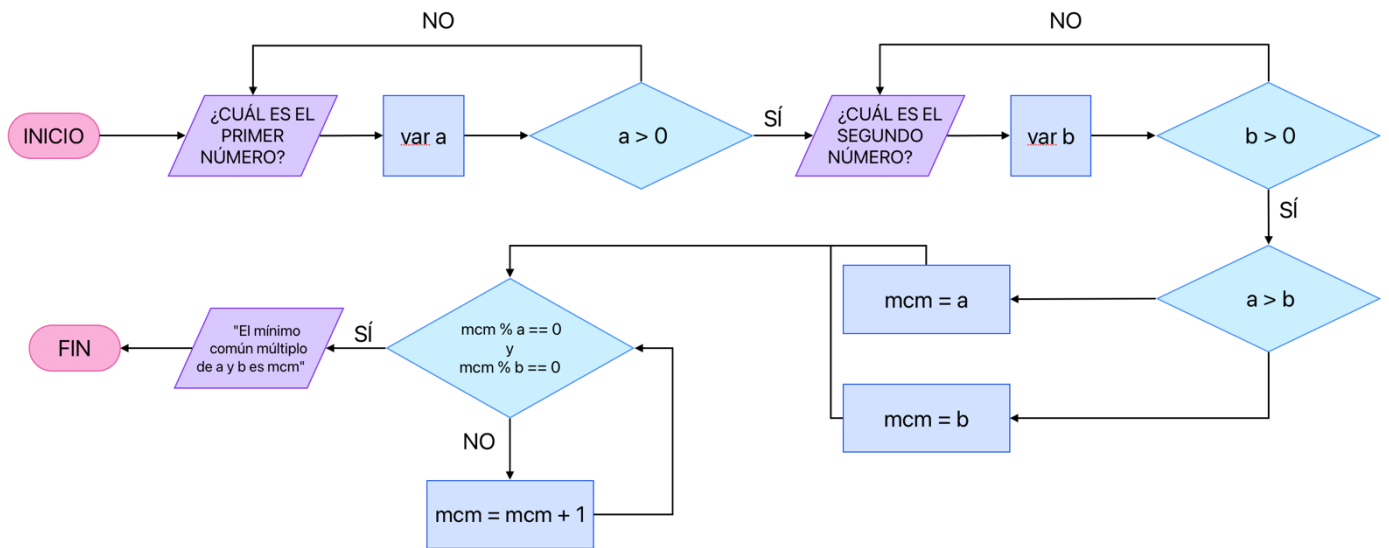 NO
NO
INICIO
¿CUÁL ES EL
PRIMER
NÚMERO?
var a
a > 0
SÍ
¿CUÁL ES EL
SEGUNDO
NÚMERO?
var b
b > 0
SÍ
a > b
mcm = a
mcm = b
mcm % a == 0
y
mcm % b == 0
SÍ
"El mínimo
común múltiplo
de a y b es mcm"
FIN
NO
mcm = mcm + 1